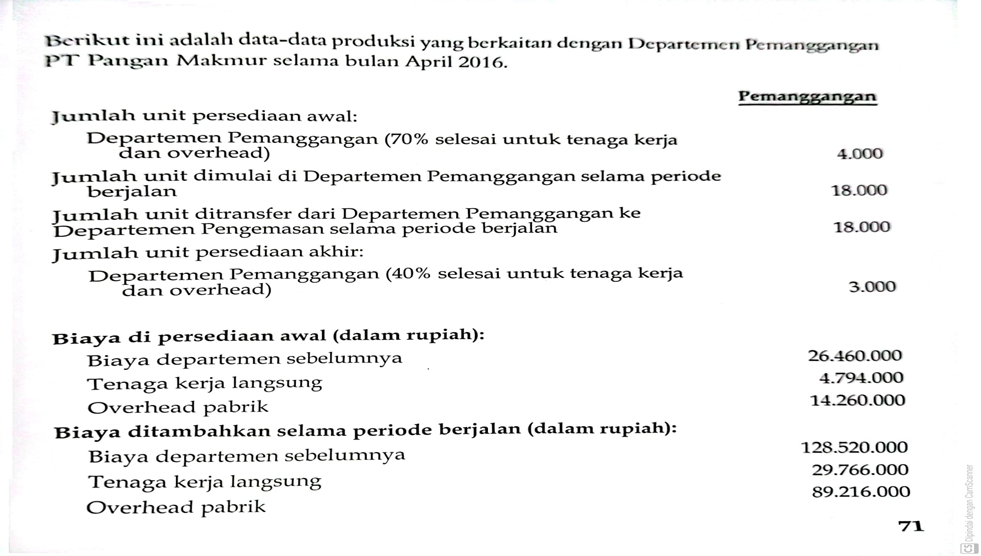 Berikut ini adalah data-data produksi yang berkaitan dengan Departemen Pemanggangan
PT Pangan Makmur selama bulan April 2016.
Pemanggangan
Jumlah unit persediaan awal:
Departemen Pemanggangan (70% selesai untuk tenaga kerja
dan overhead) 4.000
Jumlah unit dimulai di Departemen Pemanggangan selama periode
berjalan 18.000
Jumlah unit ditransfer dari Departemen Pemanggangan ke
Departemen Pengemasan selama periode berjalan 18.000
Jumlah unit persediaan akhir:
Departemen Pemanggangan (40% selesai untuk tenaga kerja
dan overhead) 3.000
Biaya di persediaan awal (dalam rupiah):
Biaya departemen sebelumnya 26.460.000
Tenaga kerja langsung 4.794.000
Overhead pabrik 14.260.000
Biaya ditambahkan selama periode berjalan (dalam rupiah):
Biaya departemen sebelumnya 128.520.000
Tenaga kerja langsung 29.766.000
Overhead pabrik 89.216.000
71
CS Dipindai dengan CamScanner